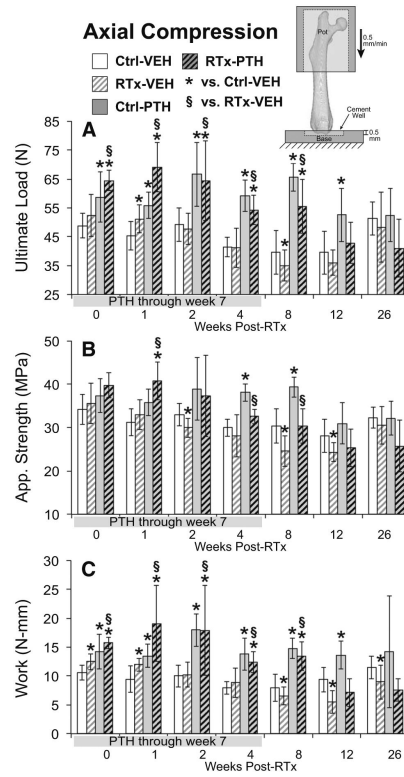 Axial Compression
Pot
0.5
mm/min
Cement
Well
Base
0.5
mm
Ctrl-VEH
RTx-PTH
RTx-VEH
* vs. Ctrl-VEH
Ctrl-PTH
§ vs. RTx-VEH
A
Ultimate Load (N)
85
75
65
55
45
35
25
* * * § * * § * * § * § * * * § * *
PTH through week 7
0 1 2 4 8 12 26
Weeks Post-RTx
B
App. Strength (MPa)
50
40
30
20
10
§ * * * § * * § *
PTH through week 7
0 1 2 4 8 12 26
Weeks Post-RTx
C
Work (N-mm)
30
25
20
15
10
5
0
* * § * * * § * * § * * § * * * § * * * *
PTH through week 7
0 1 2 4 8 12 26
Weeks Post-RTx